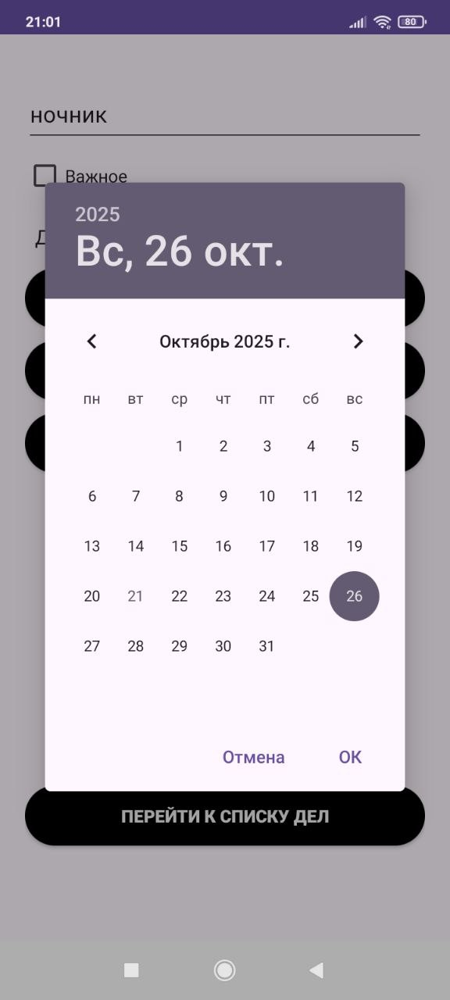 21:01
80
ночник
Важное
Д
2025
Вс, 26 окт.
Октябрь 2025 г.
пн вт ср чт пт сб вс
1 2 3 4 5
6 7 8 9 10 11 12
13 14 15 16 17 18 19
20 21 22 23 24 25 26
27 28 29 30 31
Отмена ОК
ПЕРЕЙТИ К СПИСКУ ДЕЛ